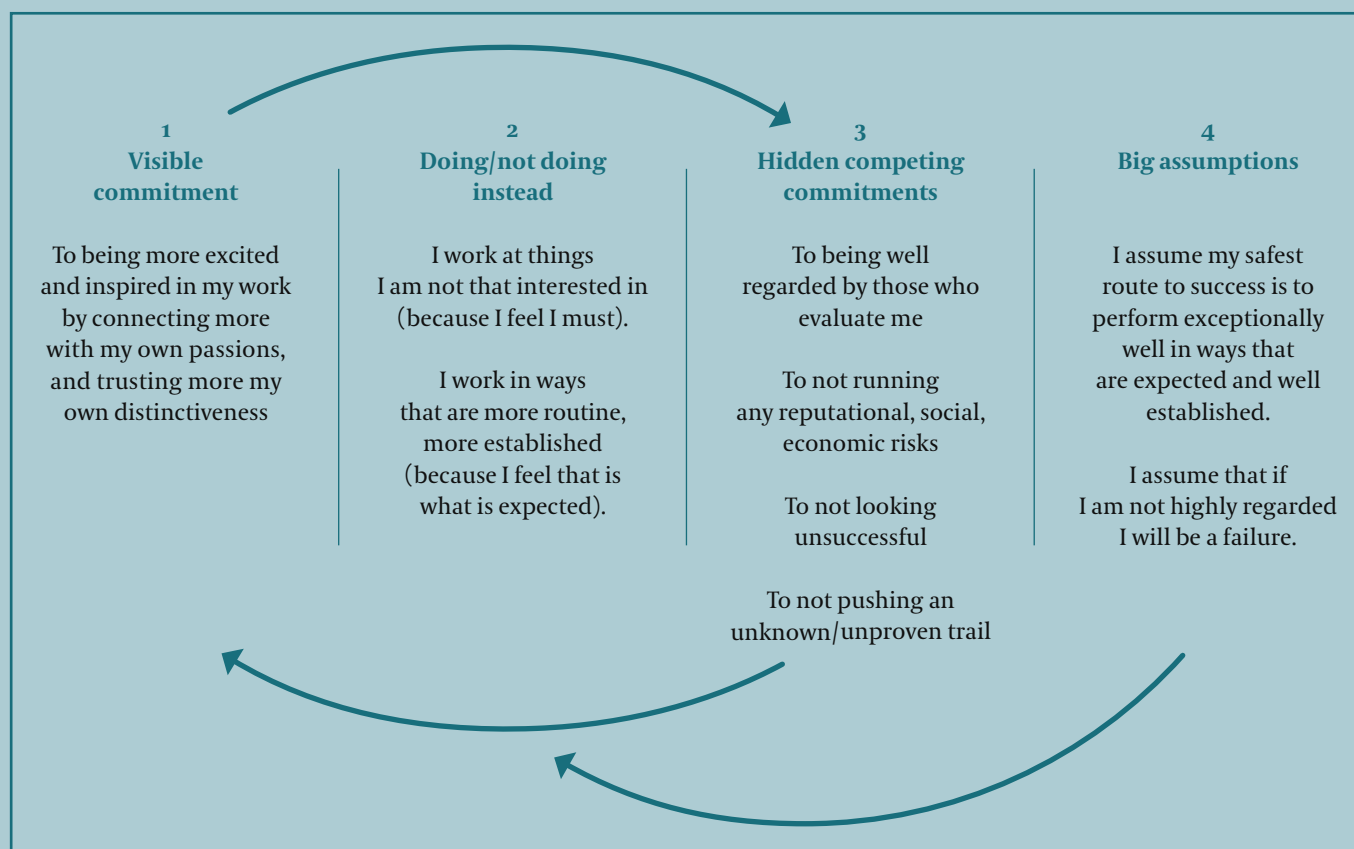 1
Visible
commitment
To being more excited
and inspired in my work
by connecting more
with my own passions,
and trusting more my
own distinctiveness
2
Doing/not doing
instead
I work at things
I am not that interested in
(because I feel I must).
I work in ways
that are more routine,
more established
(because I feel that is
what is expected).
3
Hidden competing
commitments
To being well
regarded by those who
evaluate me
To not running
any reputational, social,
economic risks
To not looking
unsuccessful
To not pushing an
unknown/unproven trail
4
Big assumptions
I assume my safest
route to success is to
perform exceptionally
well in ways that
are expected and well
established.
I assume that if
I am not highly regarded
I will be a failure.